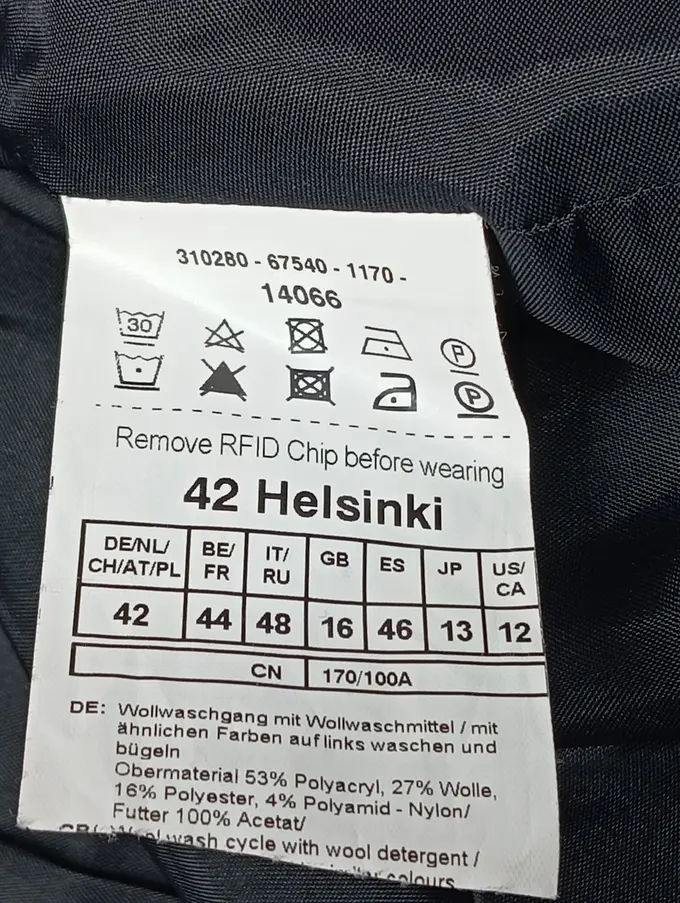 310280 - 67540 - 1170 -
14066
30
P
P
Remove RFID Chip before wearing
42 Helsinki
DE/NL/ CH/AT/PL BE/ FR IT/ RU GB ES JP US/ CA
42 44 48 16 46 13 12
CN 170/100A
DE: Wollwaschgang mit Wollwaschmittel / mit
ähnlichen Farben auf links waschen und
bügeln
Obermaterial 53% Polyacryl, 27% Wolle,
16% Polyester, 4% Polyamid - Nylon/
Futter 100% Acetat/
wash cycle with wool detergent /
colours